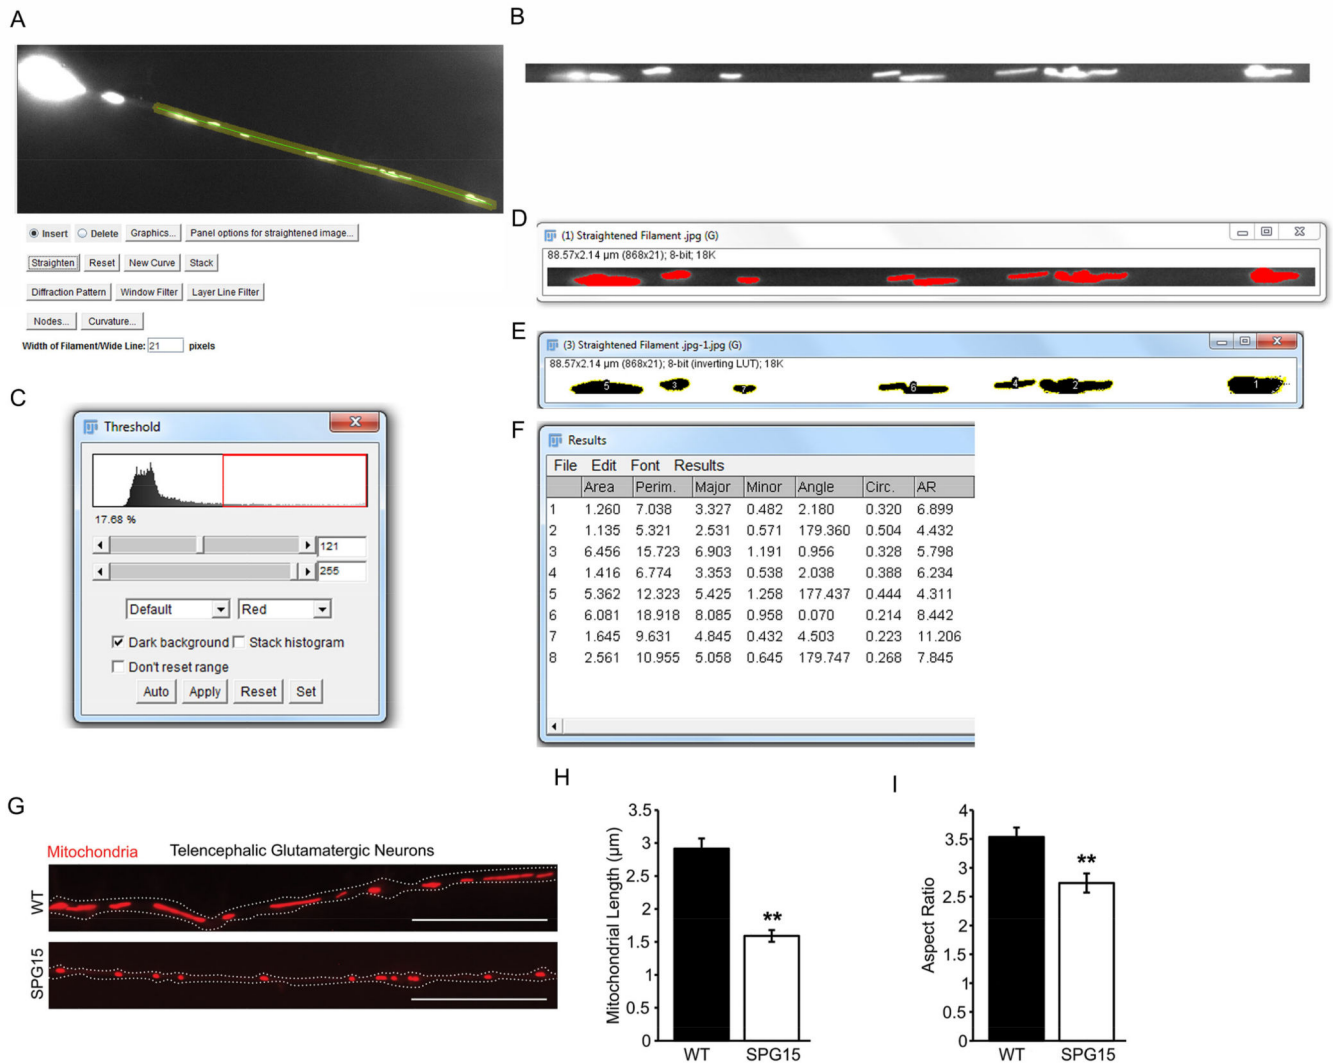 A
Insert Delete Graphics... Panel options for straightened image...
Straighten Reset New Curve Stack
Diffraction Pattern Window Filter Layer Line Filter
Nodes... Curvature...
Width of Filament/Wide Line: 21 pixels
B
C
Threshold
17.68 %
121
255
Default Red
Dark background Stack histogram
Don't reset range
Auto Apply Reset Set
D
(1) Straightened Filament .jpg (G)
88.57x2.14 µm (868x21); 8-bit; 18K
E
(3) Straightened Filament .jpg-1.jpg (G)
88.57x2.14 µm (868x21); 8-bit (inverting LUT); 18K
5 3 7 6 4 2 1
F
Results
File Edit Font Results
Area Perim. Major Minor Angle Circ. AR
1 1.260 7.038 3.327 0.482 2.180 0.320 6.899
2 1.135 5.321 2.531 0.571 179.360 0.504 4.432
3 6.456 15.723 6.903 1.191 0.956 0.328 5.798
4 1.416 6.774 3.353 0.538 2.038 0.388 6.234
5 5.362 12.323 5.425 1.258 177.437 0.444 4.311
6 6.081 18.918 8.085 0.958 0.070 0.214 8.442
7 1.645 9.631 4.845 0.432 4.503 0.223 11.206
8 2.561 10.955 5.058 0.645 179.747 0.268 7.845
G
Mitochondria Telencephalic Glutamatergic Neurons
WT
SPG15
H
Mitochondrial Length (µm)
3.5
3
2.5
2
1.5
1
0.5
0
**
WT SPG15
I
Aspect Ratio
4
3.5
3
2.5
2
1.5
1
0.5
0
**
WT SPG15